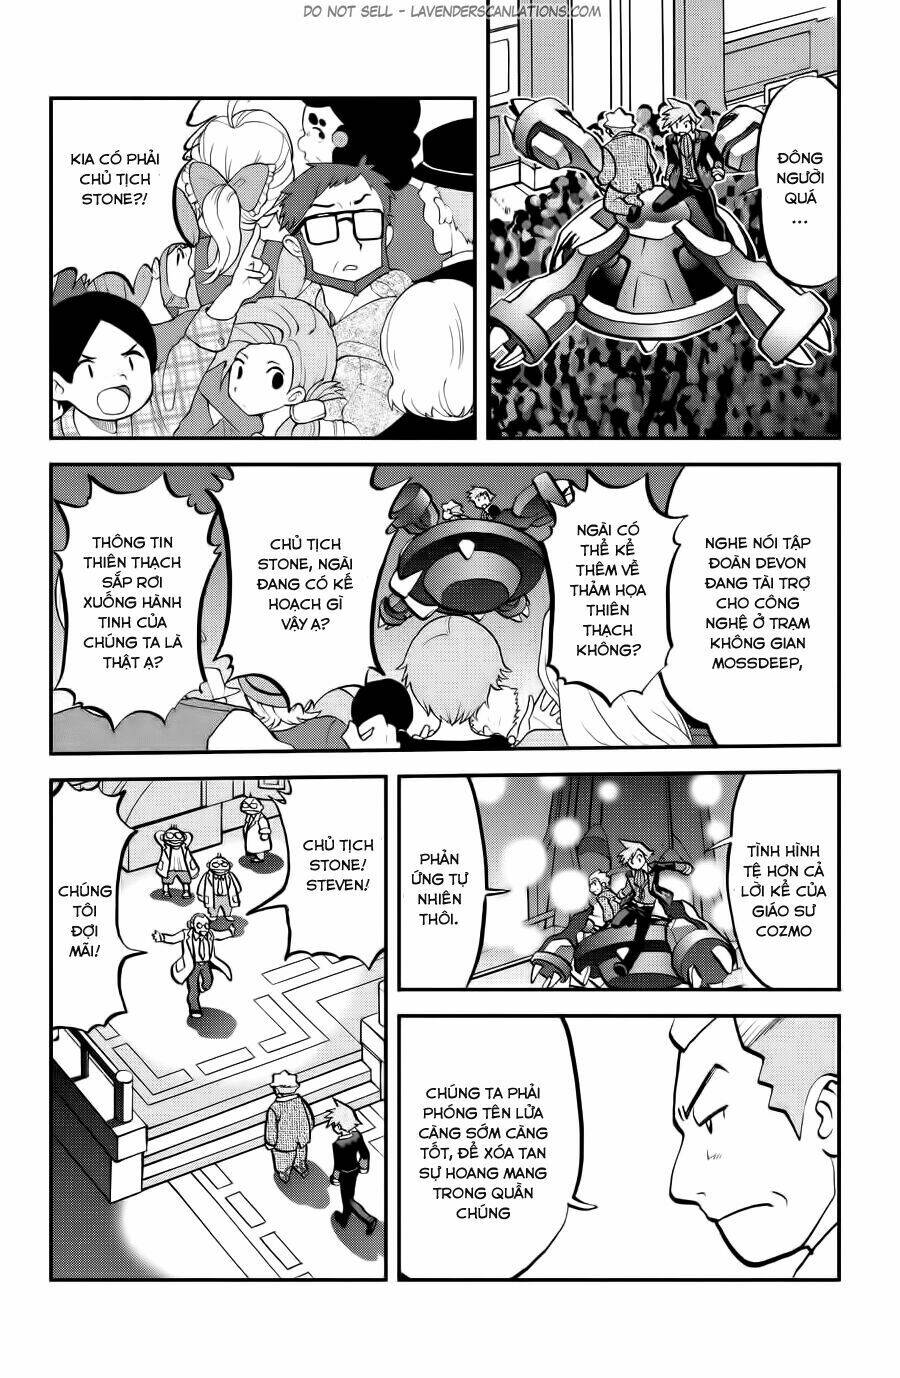 DO NOT SELL - LAVENDERSCANLATIONS.COM
ĐÔNG
NGƯỜI
QUÁ
...
KIA CÓ PHẢI
CHỦ TỊCH
STONE?!
NGHE NÓI TẬP
ĐOÀN DEVON
ĐANG TÀI TRỢ
CHO CÔNG
NGHỆ Ở TRẠM
KHÔNG GIAN
MOSSDEEP,
NGÀI CÓ
THỂ KỂ
THÊM VỀ
THẢM HỌA
THIÊN
THẠCH
KHÔNG?
CHỦ TỊCH
STONE, NGÀI
ĐANG CÓ KẾ
HOẠCH GÌ
VẬY Ạ?
THÔNG TIN
THIÊN THẠCH
SẮP RƠI
XUỐNG HÀNH
TINH CỦA
CHÚNG TA LÀ
THẬT Ạ?
TÌNH HÌNH
TỆ HƠN CẢ
LỜI KỂ CỦA
GIÁO SƯ
COZMO
PHẢN
ỨNG TỰ
NHIÊN
THÔI.
CHÚNG TA PHẢI
PHÓNG TÊN LỬA
CÀNG SỚM CÀNG
TỐT, ĐỂ XÓA TAN
SỰ HOANG MANG
TRONG QUẦN
CHÚNG
CHỦ TỊCH
STONE!
STEVEN!
CHÚNG
TÔI
ĐỢI
MÃI!